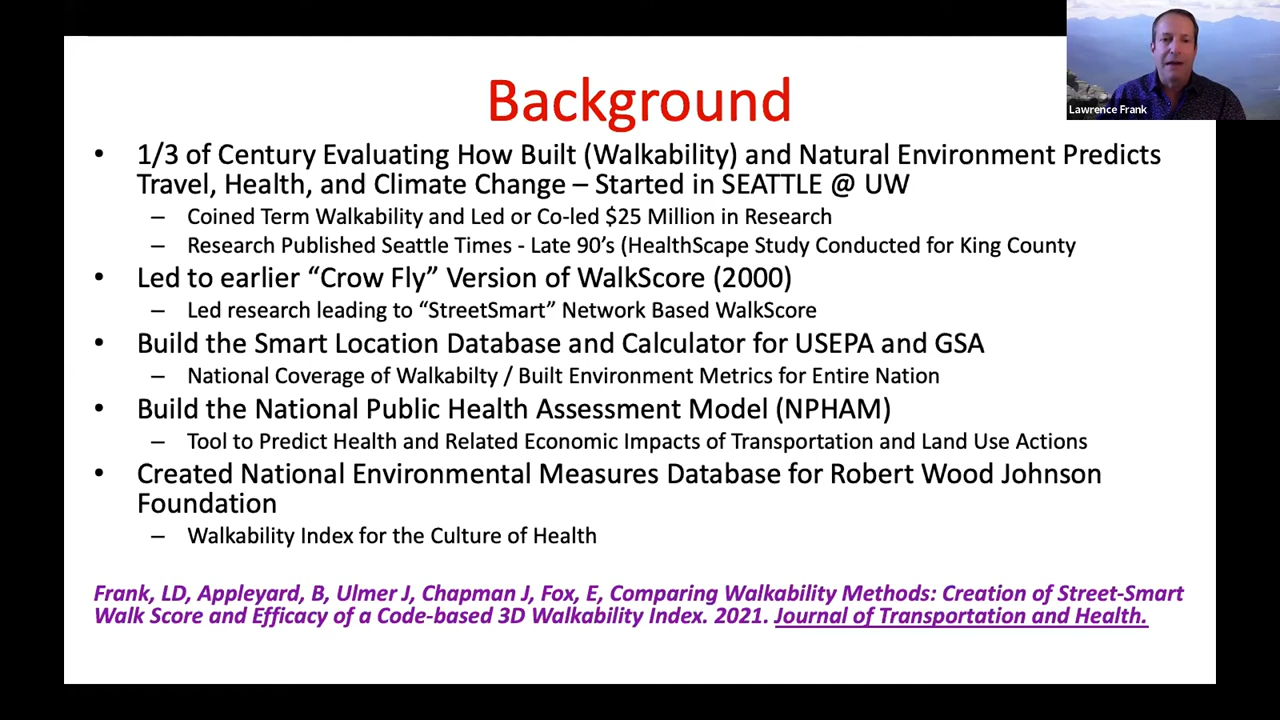 Background
Lawrence Frank
• 1/3 of Century Evaluating How Built (Walkability) and Natural Environment Predicts
Travel, Health, and Climate Change – Started in SEATTLE @ UW
– Coined Term Walkability and Led or Co-led $25 Million in Research
– Research Published Seattle Times - Late 90’s (HealthScape Study Conducted for King County
• Led to earlier “Crow Fly” Version of WalkScore (2000)
– Led research leading to “StreetSmart” Network Based WalkScore
• Build the Smart Location Database and Calculator for USEPA and GSA
– National Coverage of Walkabilty / Built Environment Metrics for Entire Nation
• Build the National Public Health Assessment Model (NPHAM)
– Tool to Predict Health and Related Economic Impacts of Transportation and Land Use Actions
• Created National Environmental Measures Database for Robert Wood Johnson
Foundation
– Walkability Index for the Culture of Health
Frank, LD, Appleyard, B, Ulmer J, Chapman J, Fox, E, Comparing Walkability Methods: Creation of Street-Smart
Walk Score and Efficacy of a Code-based 3D Walkability Index. 2021. Journal of Transportation and Health.